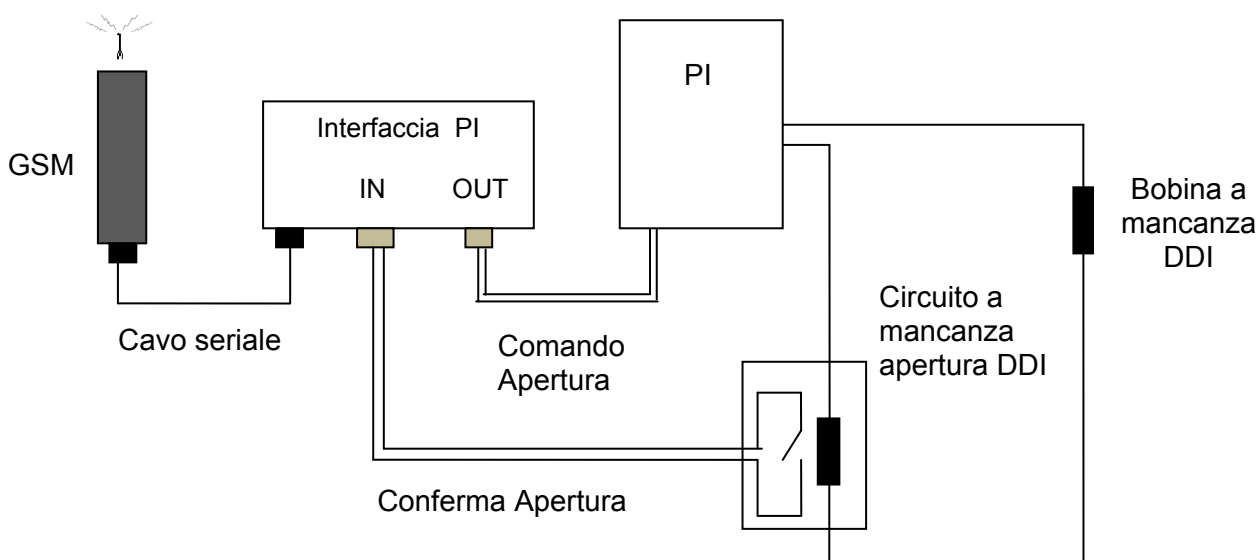 PI
Interfaccia PI
GSM
IN OUT
Bobina a
mancanza
DDI
Circuito a
mancanza
apertura DDI
Cavo seriale
Comando
Apertura
Conferma Apertura